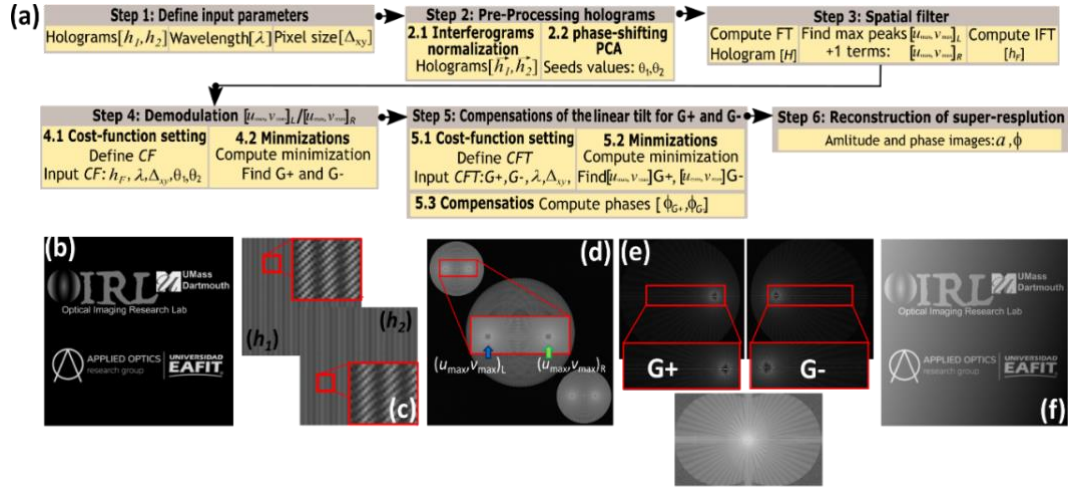 (a)
Step 1: Define input parameters
Holograms[h₁,h₂] Wavelength[λ] Pixel size[Δxy]
Step 2: Pre-Processing holograms
2.1 Interferograms normalization
Holograms[h₁,h₂]
2.2 phase-shifting PCA
Seeds values: θ₁,θ₂
Step 3: Spatial filter
Compute FT
Hologram [H]
Find max peaks [umax,vmax]L
+1 terms: [umax,vmax]R
Compute IFT
[hF]
Step 4: Demodulation [umax,vmax]L/[umax,vmax]R
4.1 Cost-function setting
Define CF
Input CF: hF, λ,Δxy,θ₁,θ₂
4.2 Minmizations
Compute minimization
Find G+ and G-
Step 5: Compensations of the linear tilt for G+ and G-
5.1 Cost-function setting
Define CFT
Input CFT:G+,G-,λ,Δxy,
5.2 Minmizations
Compute minimization
Find[umax,vmax]G+, [umax,vmax]G-
5.3 Compensatios Compute phases [ϕG+,ϕG]
Step 6: Reconstruction of super-resplution
Amlitude and phase images: a ,ϕ
(b)
OIRL
UMass
Dartmouth
Optical Imaging Research Lab
APPLIED OPTICS
research group
UNIVERSIDAD
EAFIT
(h₁)
(h₂)
(c)
(d)
(umax,vmax)L
(umax,vmax)R
(e)
G+
G-
OIRL
UMass
Dartmouth
Optical Imaging Research Lab
APPLIED OPTICS
research group
UNIVERSIDAD
EAFIT
(f)